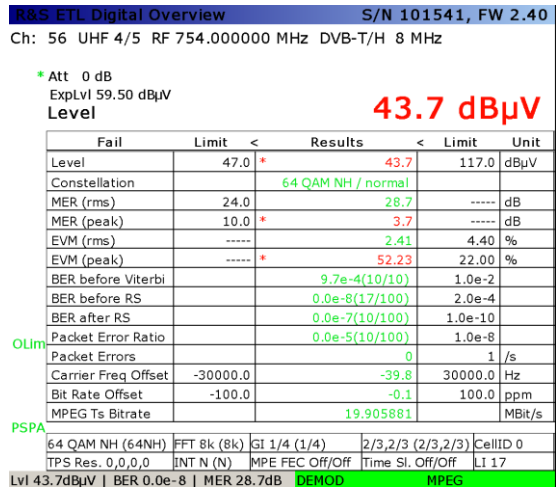 R&S ETL Digital Overview S/N 101541, FW 2.40
Ch: 56 UHF 4/5 RF 754.000000 MHz DVB-T/H 8 MHz
* Att 0 dB
ExpLvl 59.50 dBµV
Level 43.7 dBµV
Fail Limit < Results < Limit Unit
Level 47.0 * 43.7 117.0 dBµV
Constellation 64 QAM NH / normal
MER (rms) 24.0 28.7 ----- dB
MER (peak) 10.0 * 3.7 ----- dB
EVM (rms) ----- 2.41 4.40 %
EVM (peak) ----- * 52.23 22.00 %
BER before Viterbi 9.7e-4(10/10) 1.0e-2
BER before RS 0.0e-8(17/100) 2.0e-4
BER after RS 0.0e-7(10/100) 1.0e-10
Packet Error Ratio 0.0e-5(10/100) 1.0e-8
OLim
Packet Errors 0 1 /s
Carrier Freq Offset -30000.0 -39.8 30000.0 Hz
Bit Rate Offset -100.0 -0.1 100.0 ppm
MPEG Ts Bitrate 19.905881 MBit/s
PSPA
64 QAM NH (64NH) FFT 8k (8k) GI 1/4 (1/4) 2/3,2/3 (2/3,2/3) CellID 0
TPS Res. 0,0,0,0 INT N (N) MPE FEC Off/Off Time Sl. Off/Off LI 17
Lvl 43.7dBµV | BER 0.0e-8 | MER 28.7dB DEMOD MPEG